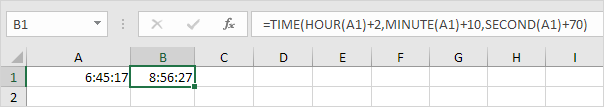 B1 fx =TIME(HOUR(A1)+2,MINUTE(A1)+10,SECOND(A1)+70)
A B C D E F G H I
1 6:45:17 8:56:27
2